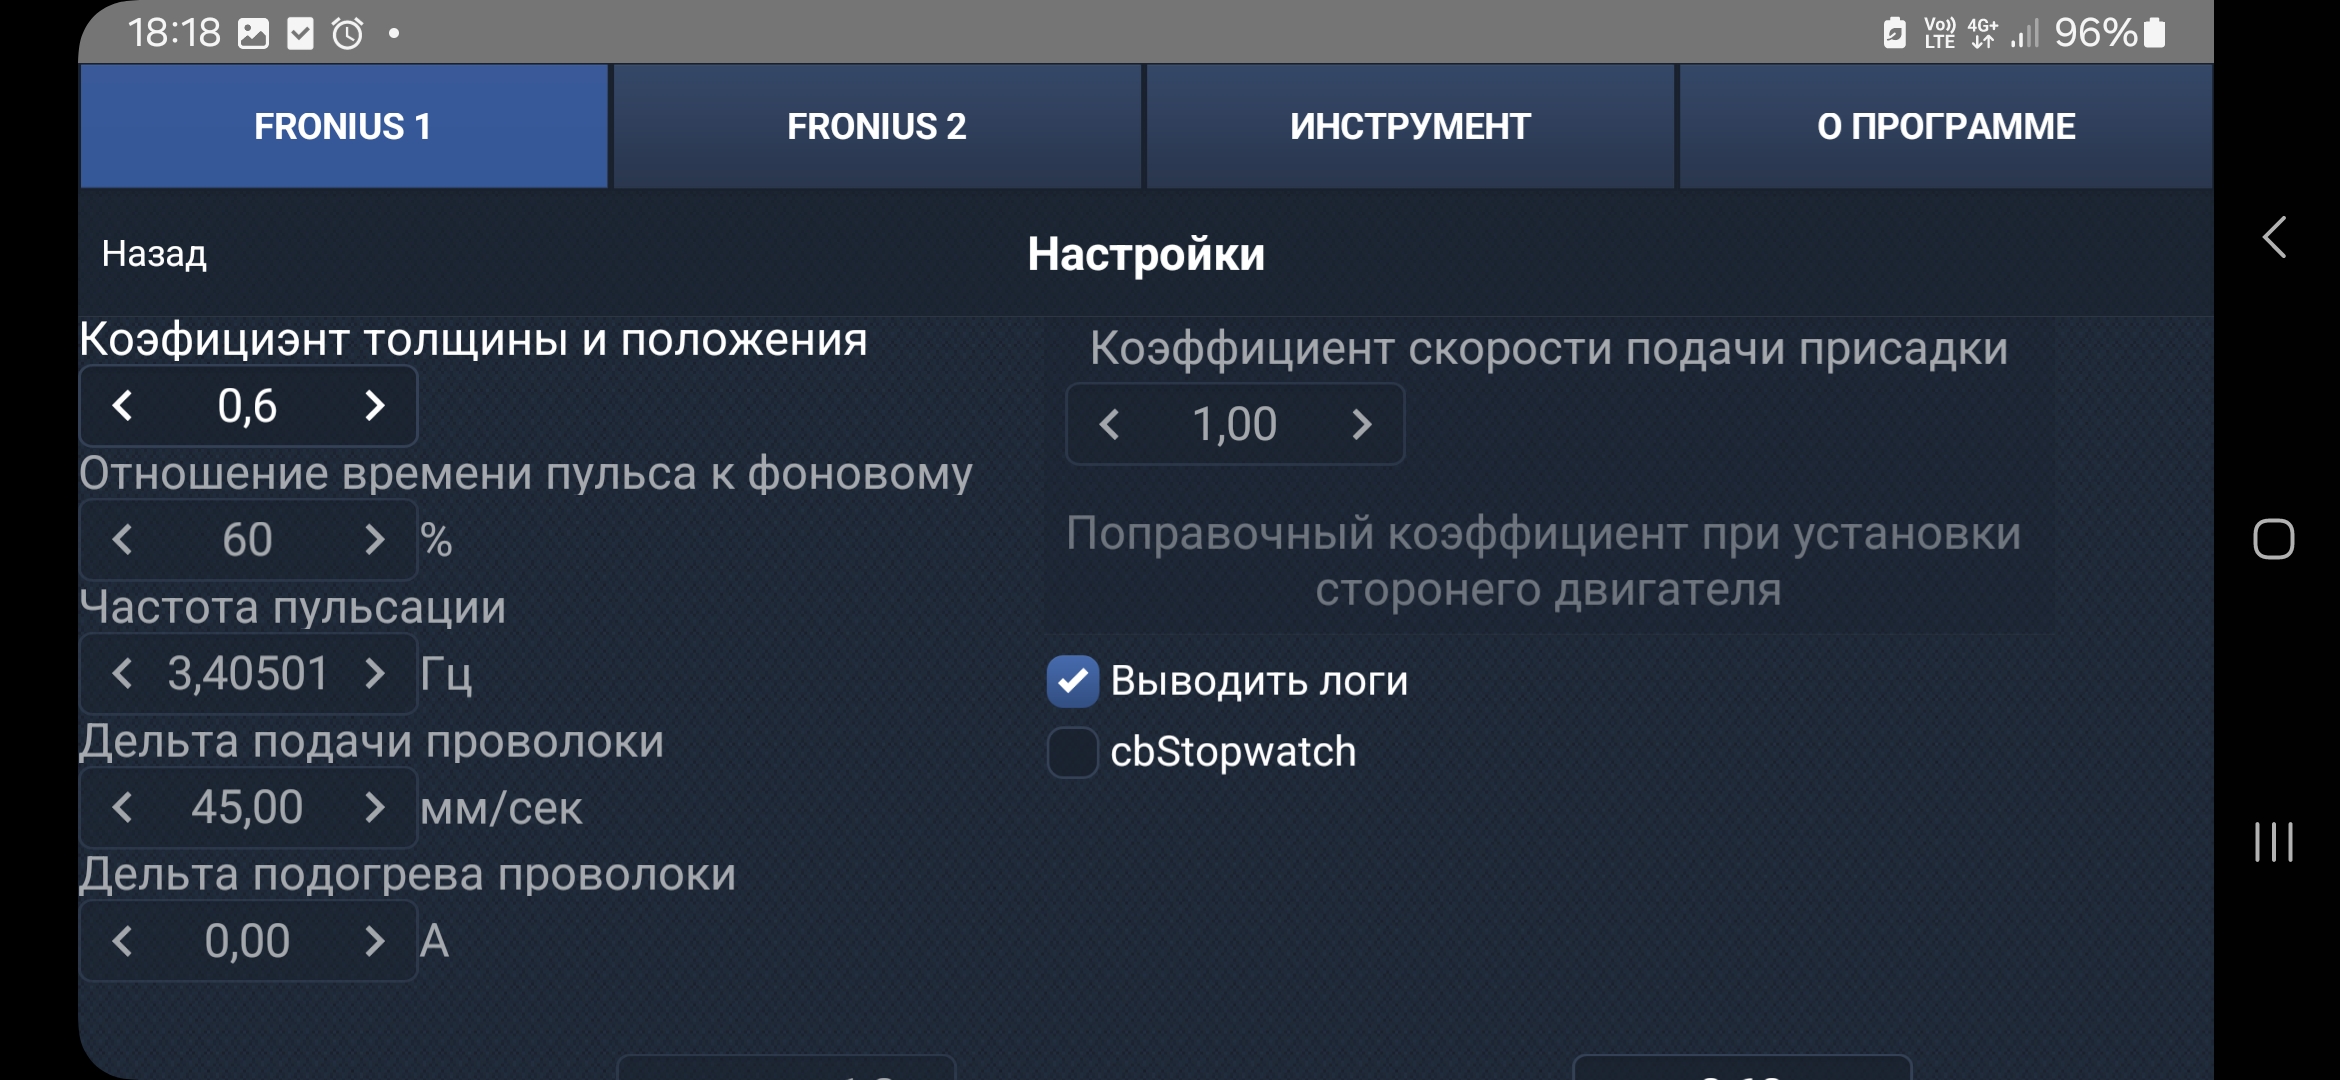 18:18 Vo)) LTE 4G+ 96%
FRONIUS 1 FRONIUS 2 ИНСТРУМЕНТ О ПРОГРАММЕ
Назад Настройки
Коэфициэнт толщины и положения
0,6
Отношение времени пульса к фоновому
60 %
Частота пульсации
3,40501 Гц
Дельта подачи проволоки
45,00 мм/сек
Дельта подогрева проволоки
0,00 А
Коэффициент скорости подачи присадки
1,00
Поправочный коэффициент при установки
сторонего двигателя
Выводить логи
cbStopwatch